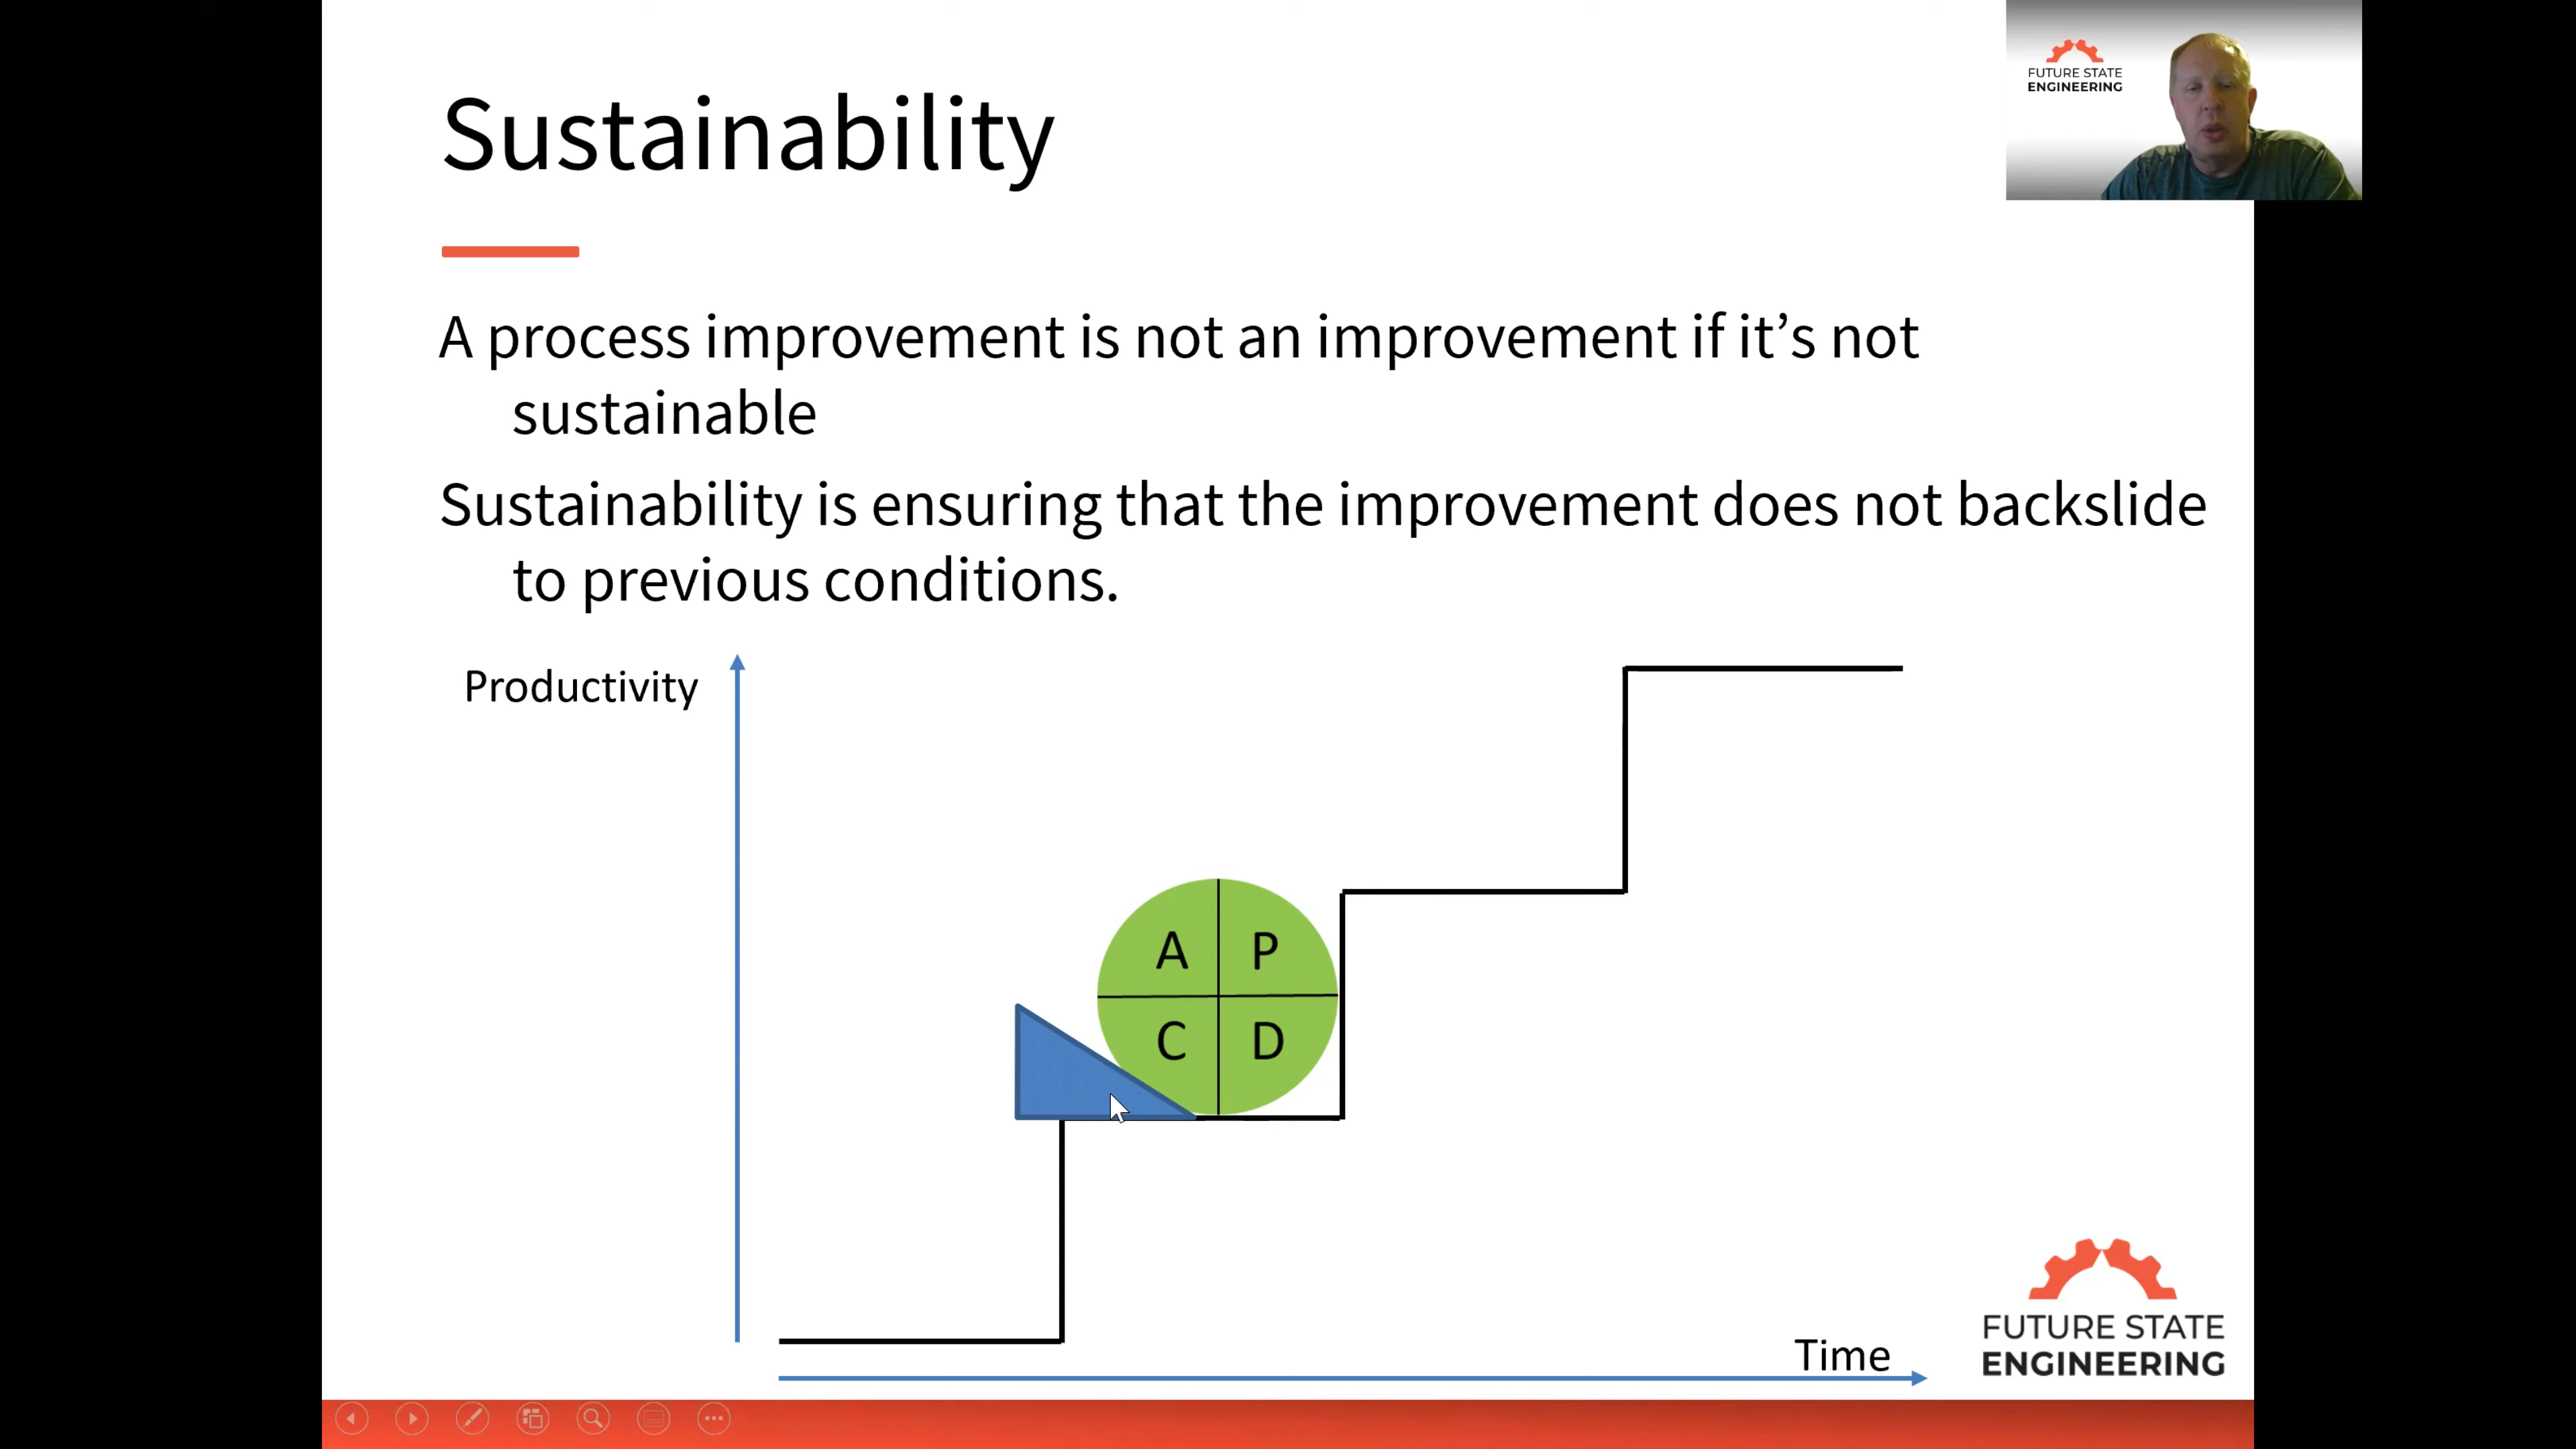 Sustainability
FUTURE STATE
ENGINEERING
A process improvement is not an improvement if it’s not
sustainable
Sustainability is ensuring that the improvement does not backslide
to previous conditions.
Productivity
A P
C D
Time
FUTURE STATE
ENGINEERING